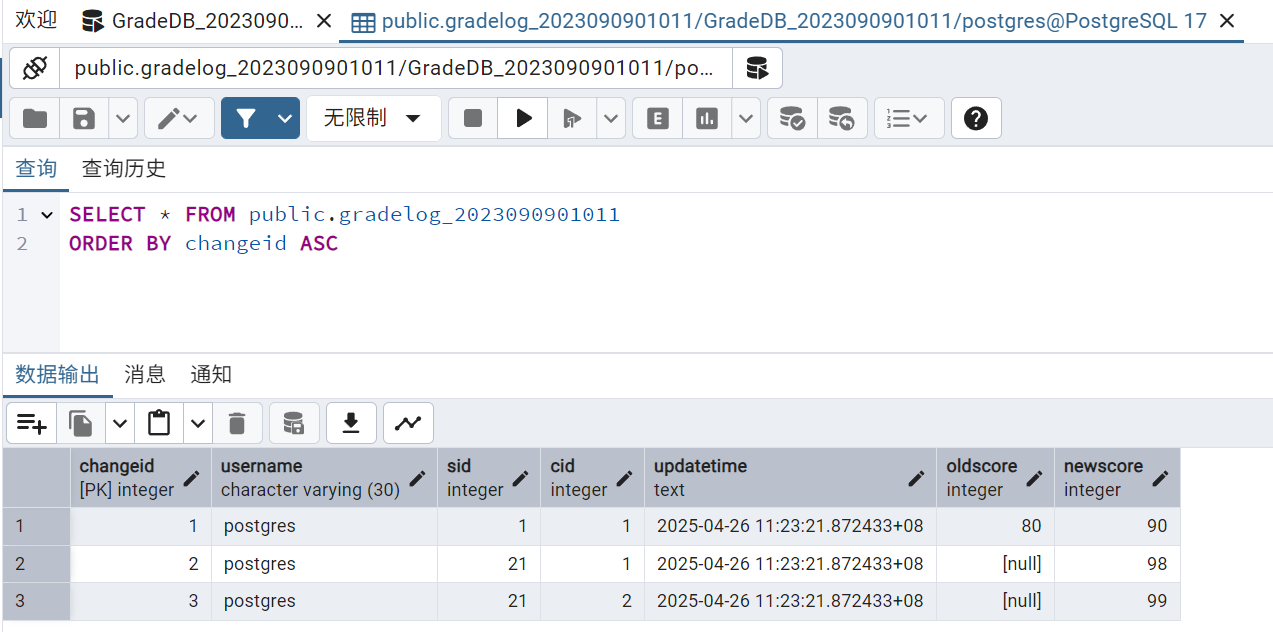 欢迎 GradeDB_2023090... public.gradelog_2023090901011/GradeDB_2023090901011/postgres@PostgreSQL 17
public.gradelog_2023090901011/GradeDB_2023090901011/po...
无限制 E
查询 查询历史
1 SELECT * FROM public.gradelog_2023090901011
2 ORDER BY changeid ASC
数据输出 消息 通知
changeid username sid cid updatetime oldscore newscore
[PK] integer character varying (30) integer integer text integer integer
1 1 postgres 1 1 2025-04-26 11:23:21.872433+08 80 90
2 2 postgres 21 1 2025-04-26 11:23:21.872433+08 [null] 98
3 3 postgres 21 2 2025-04-26 11:23:21.872433+08 [null] 99